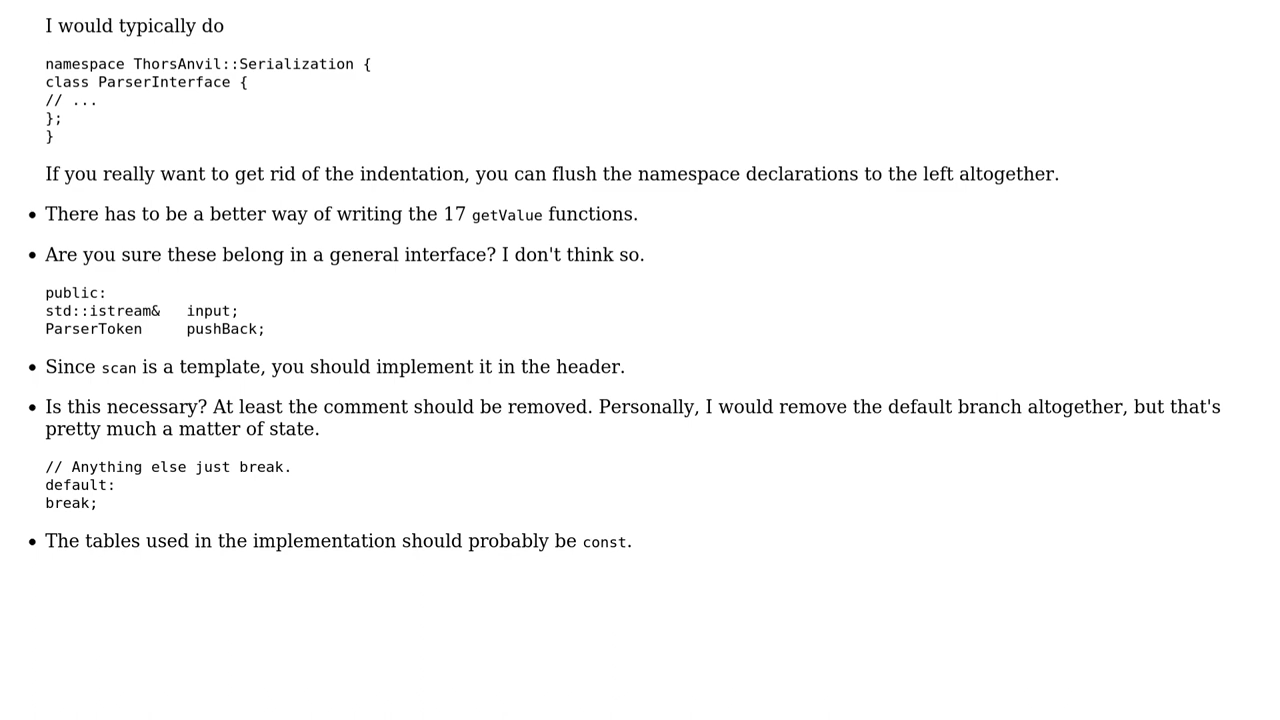 I would typically do
namespace ThorsAnvil::Serialization {
class ParserInterface {
// ...
};
}
If you really want to get rid of the indentation, you can flush the namespace declarations to the left altogether.
• There has to be a better way of writing the 17 getValue functions.
• Are you sure these belong in a general interface? I don't think so.
public:
std::istream&   input;
ParserToken     pushBack;
• Since scan is a template, you should implement it in the header.
• Is this necessary? At least the comment should be removed. Personally, I would remove the default branch altogether, but that's
pretty much a matter of state.
// Anything else just break.
default:
break;
• The tables used in the implementation should probably be const.